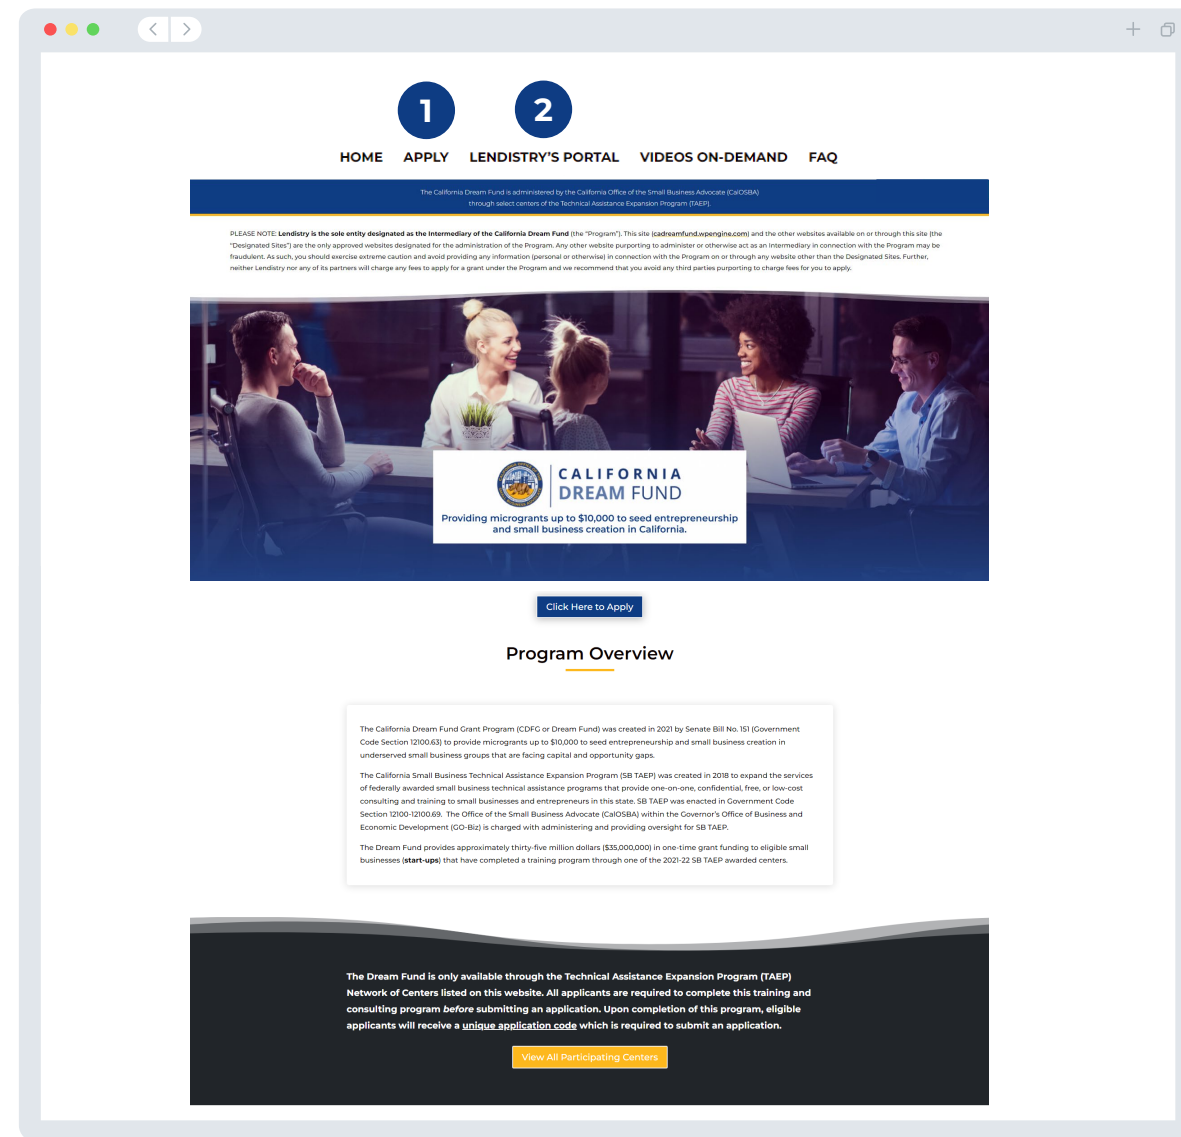 1 2
HOME APPLY LENDISTRY'S PORTAL VIDEOS ON-DEMAND FAQ
The California Dream Fund is administered by the California Office of the Small Business Advocate (CalOSBA)
through select centers of the Technical Assistance Expansion Program (TAEP).
PLEASE NOTE: Lendistry is the sole entity designated as the Intermediary of the California Dream Fund (the "Program"). This site (cadreamfund.wpengine.com) and the other websites available on or through this site (the
"Designated Sites") are the only approved websites designated for the administration of the Program. Any other website purporting to administer or otherwise act as an Intermediary in connection with the Program may be
fraudulent. As such, you should exercise extreme caution and avoid providing any information (personal or otherwise) in connection with the Program on or through any website other than the Designated Sites. Further,
neither Lendistry nor any of its partners will charge any fees to apply for a grant under the Program and we recommend that you avoid any third parties purporting to charge fees for you to apply.
CALIFORNIA
DREAM FUND
Providing microgrants up to $10,000 to seed entrepreneurship
and small business creation in California.
Click Here to Apply
Program Overview
The California Dream Fund Grant Program (CDFG or Dream Fund) was created in 2021 by Senate Bill No. 151 (Government
Code Section 12100.63) to provide microgrants up to $10,000 to seed entrepreneurship and small business creation in
underserved small business groups that are facing capital and opportunity gaps.
The California Small Business Technical Assistance Expansion Program (SB TAEP) was created in 2018 to expand the services
of federally awarded small business technical assistance programs that provide one-on-one, confidential, free, or low-cost
consulting and training to small businesses and entrepreneurs in this state. SB TAEP was enacted in Government Code
Section 12100-12100.69. The Office of the Small Business Advocate (CalOSBA) within the Governor's Office of Business and
Economic Development (GO-Biz) is charged with administering and providing oversight for SB TAEP.
The Dream Fund provides approximately thirty-five million dollars ($35,000,000) in one-time grant funding to eligible small
businesses (start-ups) that have completed a training program through one of the 2021-22 SB TAEP awarded centers.
The Dream Fund is only available through the Technical Assistance Expansion Program (TAEP)
Network of Centers listed on this website. All applicants are required to complete this training and
consulting program before submitting an application. Upon completion of this program, eligible
applicants will receive a unique application code which is required to submit an application.
View All Participating Centers